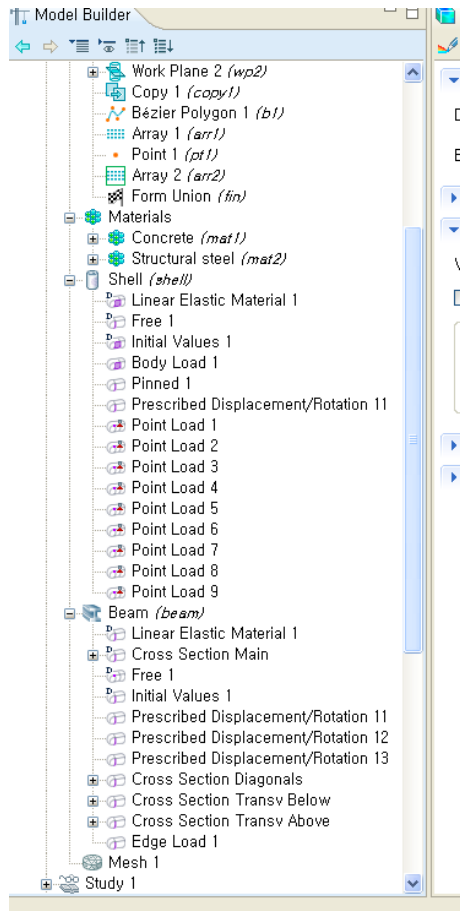 Model Builder
Work Plane 2 (wp2)
Copy 1 (copy1)
Bézier Polygon 1 (b1)
Array 1 (arr1)
Point 1 (pt1)
Array 2 (arr2)
Form Union (fin)
Materials
Concrete (mat1)
Structural steel (mat2)
Shell (shell)
Linear Elastic Material 1
Free 1
Initial Values 1
Body Load 1
Pinned 1
Prescribed Displacement/Rotation 11
Point Load 1
Point Load 2
Point Load 3
Point Load 4
Point Load 5
Point Load 6
Point Load 7
Point Load 8
Point Load 9
Beam (beam)
Linear Elastic Material 1
Cross Section Main
Free 1
Initial Values 1
Prescribed Displacement/Rotation 11
Prescribed Displacement/Rotation 12
Prescribed Displacement/Rotation 13
Cross Section Diagonals
Cross Section Transv Below
Cross Section Transv Above
Edge Load 1
Mesh 1
Study 1